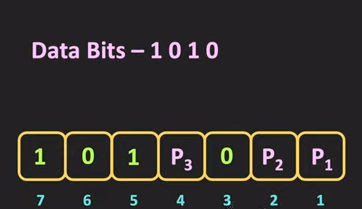 Data Bits – 1 0 1 0
1 0 1 P₃ 0 P₂ P₁
7 6 5 4 3 2 1